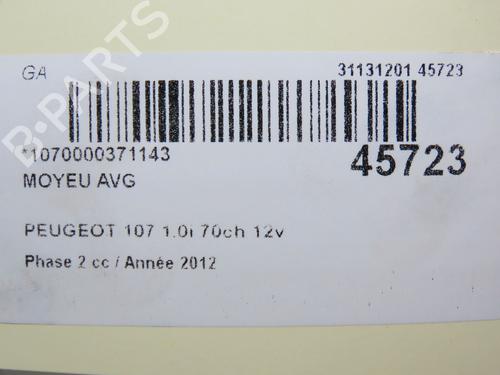 GA 31131201 45723
*1070000371143 45723
MOYEU AVG
PEUGEOT 107 1.0i 70ch 12v
Phase 2 cc / Année 2012
B-PARTS